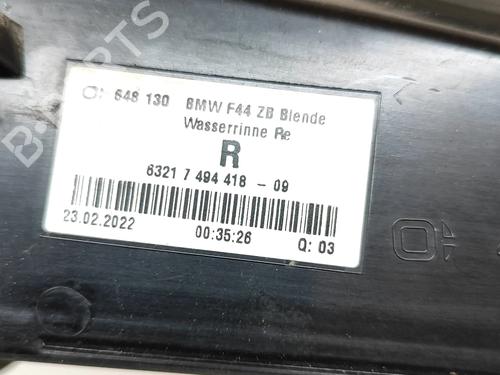 648 130 BMW F44 ZB Blende
Wasserrinne Re
R
6321 7 494 418 - 09
23.02.2022 00:35:26 Q: 03
PARTS